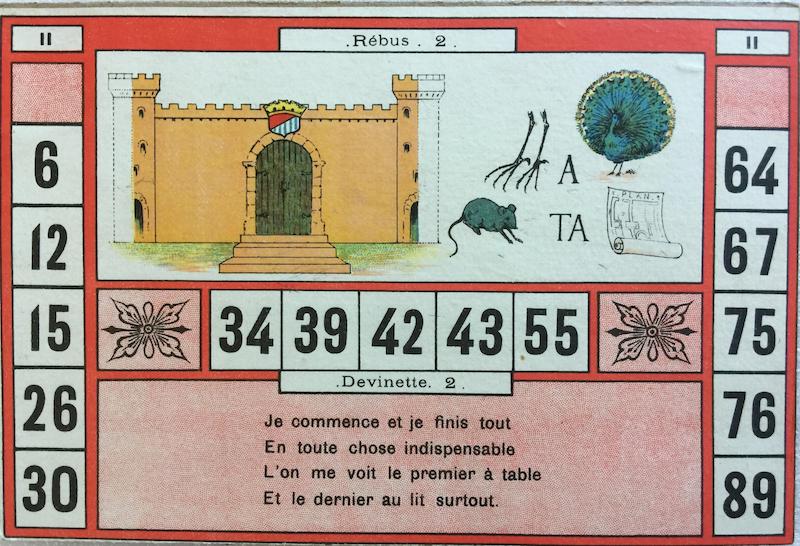 .Rébus . 2 .
II
II
6
12
15
26
30
A
TA
PLAN.
34 39 42 43 55
64
67
75
76
89
.Devinette. 2 .
Je commence et je finis tout
En toute chose indispensable
L'on me voit le premier à table
Et le dernier au lit surtout.